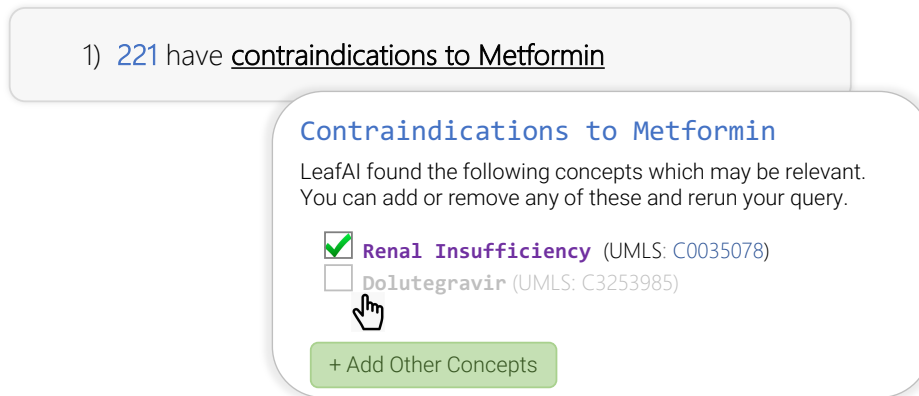 1) 221 have contraindications to Metformin
Contraindications to Metformin
LeafAI found the following concepts which may be relevant.
You can add or remove any of these and rerun your query.
Renal Insufficiency (UMLS: C0035078)
Dolutegravir (UMLS: C3253985)
+ Add Other Concepts